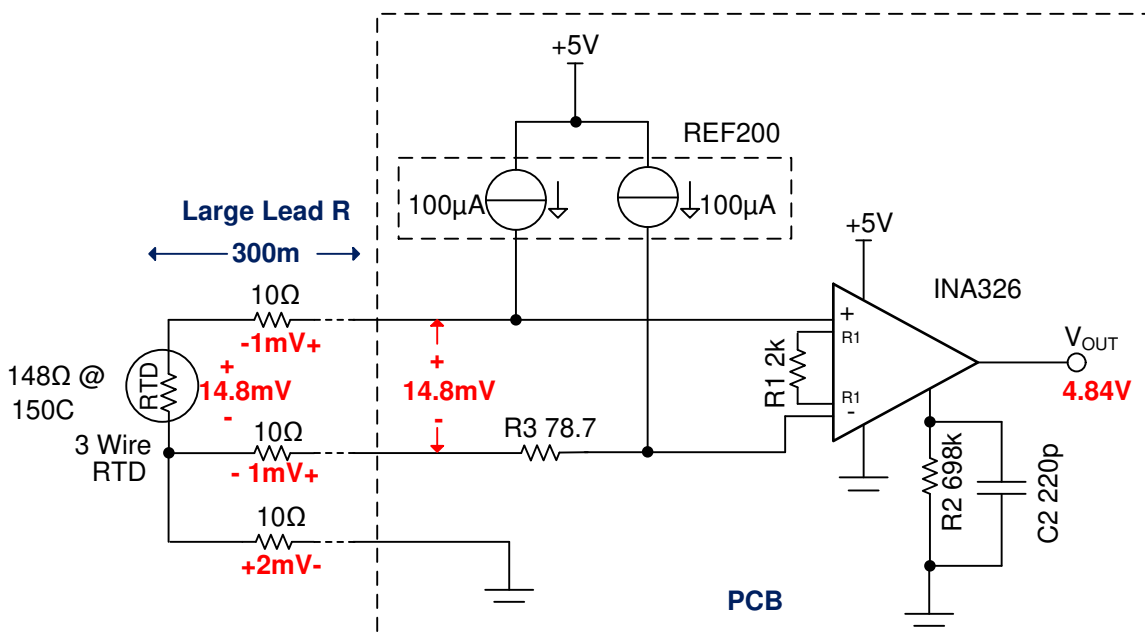 +5V
REF200
100μA
100μA
Large Lead R
300m
+5V
INA326
10Ω
-1mV+
+
R1
R1 2k
R1
-
VOUT
4.84V
148Ω @
150C
RTD
+
14.8mV
-
+
14.8mV
-
3 Wire
RTD
10Ω
- 1mV+
R3 78.7
10Ω
+2mV-
R2 698k
C2 220p
PCB